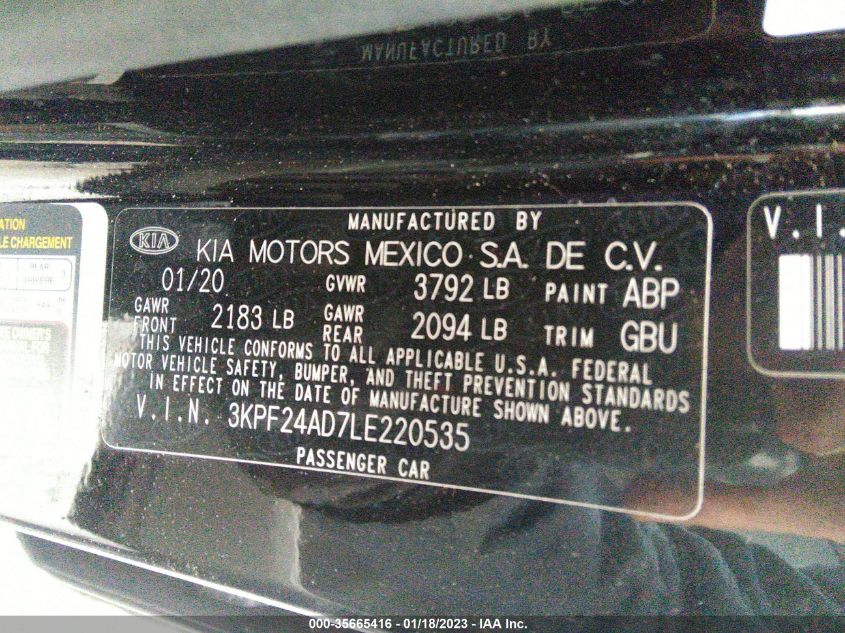 MANUFACTURED BY
ATION
LE CHARGEMENT
MANUFACTURED BY
KIA
KIA MOTORS MEXICO S.A. DE C.V.
01/20 GVWR 3792 LB PAINT ABP
GAWR FRONT 2183 LB GAWR REAR 2094 LB TRIM GBU
THIS VEHICLE CONFORMS TO ALL APPLICABLE U.S.A. FEDERAL
MOTOR VEHICLE SAFETY, BUMPER, AND THEFT PREVENTION STANDARDS
IN EFFECT ON THE DATE OF MANUFACTURE SHOWN ABOVE.
V.I.N. 3KPF24AD7LE220535
PASSENGER CAR
V.I.
000-35665416 - 01/18/2023 - IAA Inc.